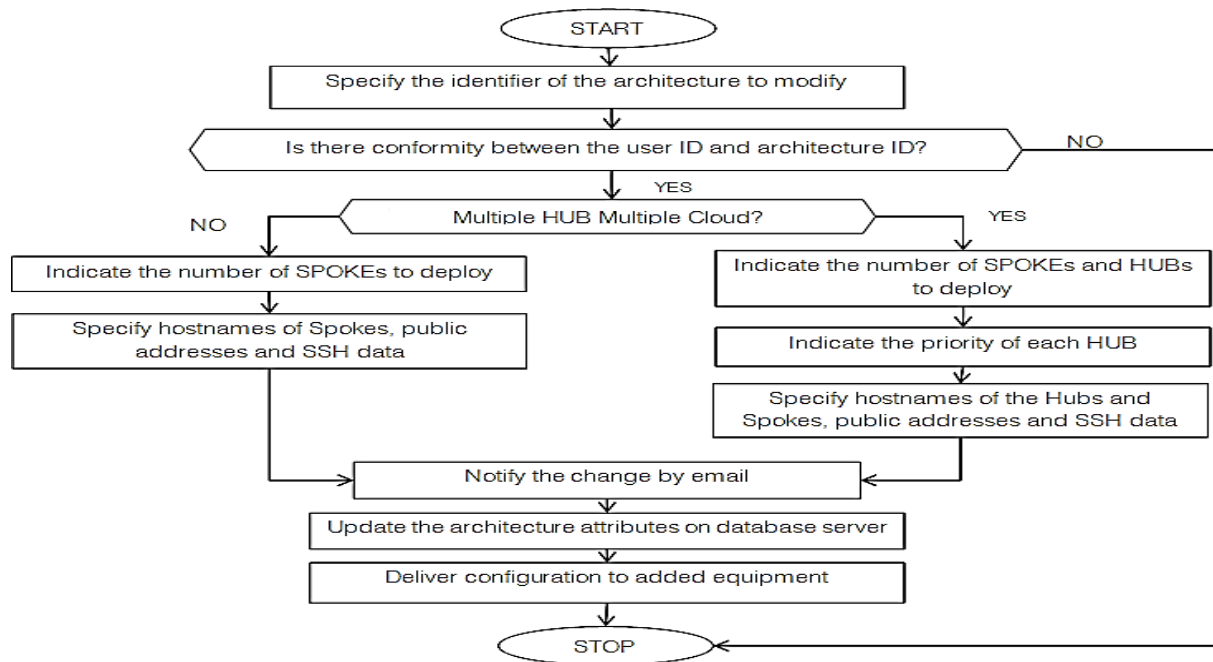 START
Specify the identifier of the architecture to modify
Is there conformity between the user ID and architecture ID?
NO
YES
Multiple HUB Multiple Cloud?
NO
YES
Indicate the number of SPOKEs to deploy
Specify hostnames of Spokes, public
addresses and SSH data
Indicate the number of SPOKEs and HUBs
to deploy
Indicate the priority of each HUB
Specify hostnames of the Hubs and
Spokes, public addresses and SSH data
Notify the change by email
Update the architecture attributes on database server
Deliver configuration to added equipment
STOP